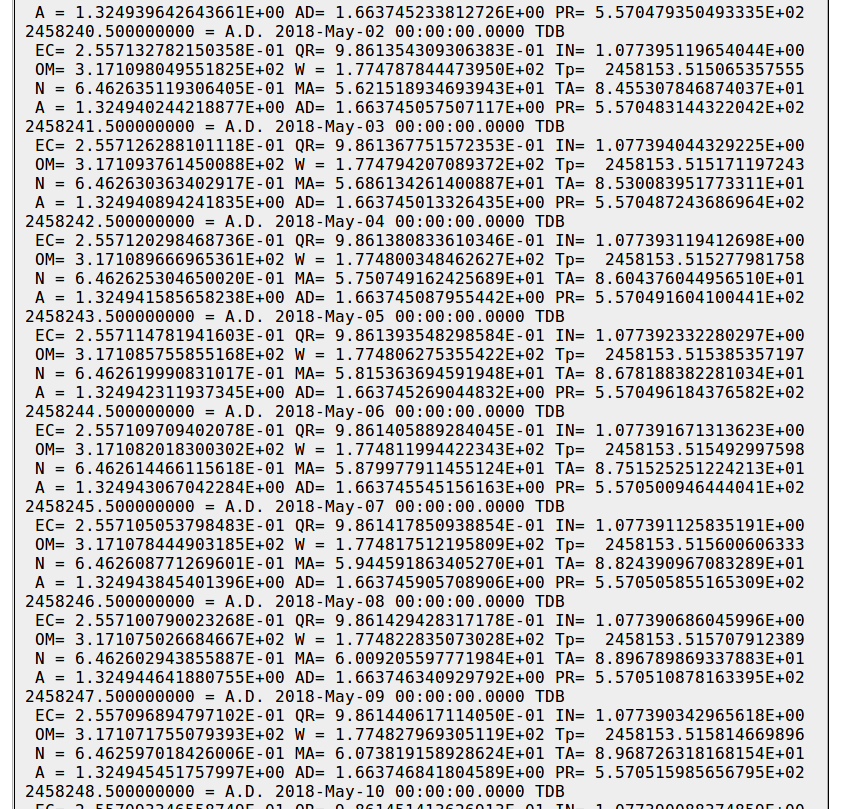 A = 1.324939642643661E+00 AD= 1.663745233812726E+00 PR= 5.570479350493335E+02
2458240.500000000 = A.D. 2018-May-02 00:00:00.0000 TDB
EC= 2.557132782150358E-01 QR= 9.861354309306383E-01 IN= 1.077395119654044E+00
OM= 3.171098049551825E+02 W = 1.774787844473950E+02 Tp=  2458153.515065357555
N = 6.462635119306405E-01 MA= 5.621518934693943E+01 TA= 8.455307846874037E+01
A = 1.324940244218877E+00 AD= 1.663745057507117E+00 PR= 5.570483144322042E+02
2458241.500000000 = A.D. 2018-May-03 00:00:00.0000 TDB
EC= 2.557126288101118E-01 QR= 9.861367751572353E-01 IN= 1.077394044329225E+00
OM= 3.171093761450088E+02 W = 1.774794207089372E+02 Tp=  2458153.515171197243
N = 6.462630363402917E-01 MA= 5.686134261400887E+01 TA= 8.530083951773311E+01
A = 1.324940894241835E+00 AD= 1.663745013326435E+00 PR= 5.570487243686964E+02
2458242.500000000 = A.D. 2018-May-04 00:00:00.0000 TDB
EC= 2.557120298468736E-01 QR= 9.861380833610346E-01 IN= 1.077393119412698E+00
OM= 3.171089666965361E+02 W = 1.774800348462627E+02 Tp=  2458153.515277981758
N = 6.462625304650020E-01 MA= 5.750749162425689E+01 TA= 8.604376044956510E+01
A = 1.324941585658238E+00 AD= 1.663745087955442E+00 PR= 5.570491604100441E+02
2458243.500000000 = A.D. 2018-May-05 00:00:00.0000 TDB
EC= 2.557114781941603E-01 QR= 9.861393548298584E-01 IN= 1.077392332280297E+00
OM= 3.171085755855168E+02 W = 1.774806275355422E+02 Tp=  2458153.515385357197
N = 6.462619990831017E-01 MA= 5.815363694591948E+01 TA= 8.678188382281034E+01
A = 1.324942311937345E+00 AD= 1.663745269044832E+00 PR= 5.570496184376582E+02
2458244.500000000 = A.D. 2018-May-06 00:00:00.0000 TDB
EC= 2.557109709402078E-01 QR= 9.861405889284045E-01 IN= 1.077391671313623E+00
OM= 3.171082018300302E+02 W = 1.774811994422343E+02 Tp=  2458153.515492997598
N = 6.462614466115618E-01 MA= 5.879977911455124E+01 TA= 8.751525251224213E+01
A = 1.324943067042284E+00 AD= 1.663745545156163E+00 PR= 5.570500946444041E+02
2458245.500000000 = A.D. 2018-May-07 00:00:00.0000 TDB
EC= 2.557105053798483E-01 QR= 9.861417850938854E-01 IN= 1.077391125835191E+00
OM= 3.171078444903185E+02 W = 1.774817512195809E+02 Tp=  2458153.515600606333
N = 6.462608771269601E-01 MA= 5.944591863405270E+01 TA= 8.824390967083289E+01
A = 1.324943845401396E+00 AD= 1.663745905708906E+00 PR= 5.570505855165309E+02
2458246.500000000 = A.D. 2018-May-08 00:00:00.0000 TDB
EC= 2.557100790023268E-01 QR= 9.861429428317178E-01 IN= 1.077390686045996E+00
OM= 3.171075026684667E+02 W = 1.774822835073028E+02 Tp=  2458153.515707912389
N = 6.462602943855887E-01 MA= 6.009205597771984E+01 TA= 8.896789869337883E+01
A = 1.324944641880755E+00 AD= 1.663746340929792E+00 PR= 5.570510878163395E+02
2458247.500000000 = A.D. 2018-May-09 00:00:00.0000 TDB
EC= 2.557096894797102E-01 QR= 9.861440617114050E-01 IN= 1.077390342965618E+00
OM= 3.171071755079393E+02 W = 1.774827969305119E+02 Tp=  2458153.515814669896
N = 6.462597018426006E-01 MA= 6.073819158928624E+01 TA= 8.968726318168154E+01
A = 1.324945451757997E+00 AD= 1.663746841804589E+00 PR= 5.570515985656795E+02
2458248.500000000 = A.D. 2018-May-10 00:00:00.0000 TDB